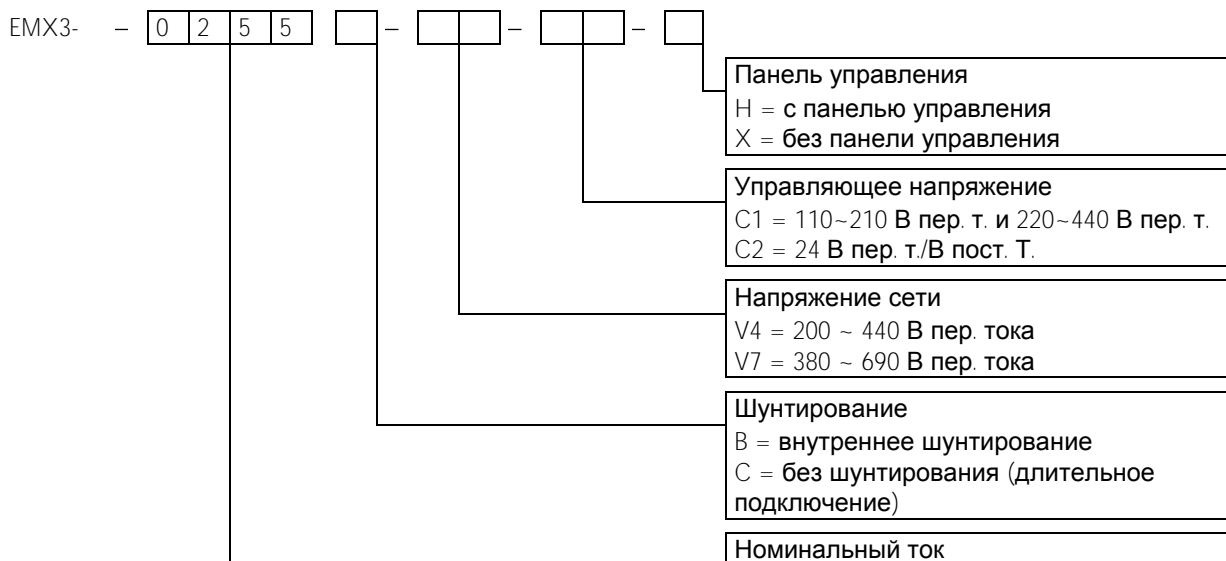 EMX3- – 0 2 5 5 – – –
Панель управления
H = с панелью управления
X = без панели управления
Управляющее напряжение
C1 = 110~210 В пер. т. и 220~440 В пер. т.
C2 = 24 В пер. т./В пост. Т.
Напряжение сети
V4 = 200 ~ 440 В пер. тока
V7 = 380 ~ 690 В пер. тока
Шунтирование
B = внутреннее шунтирование
C = без шунтирования (длительное
подключение)
Номинальный ток